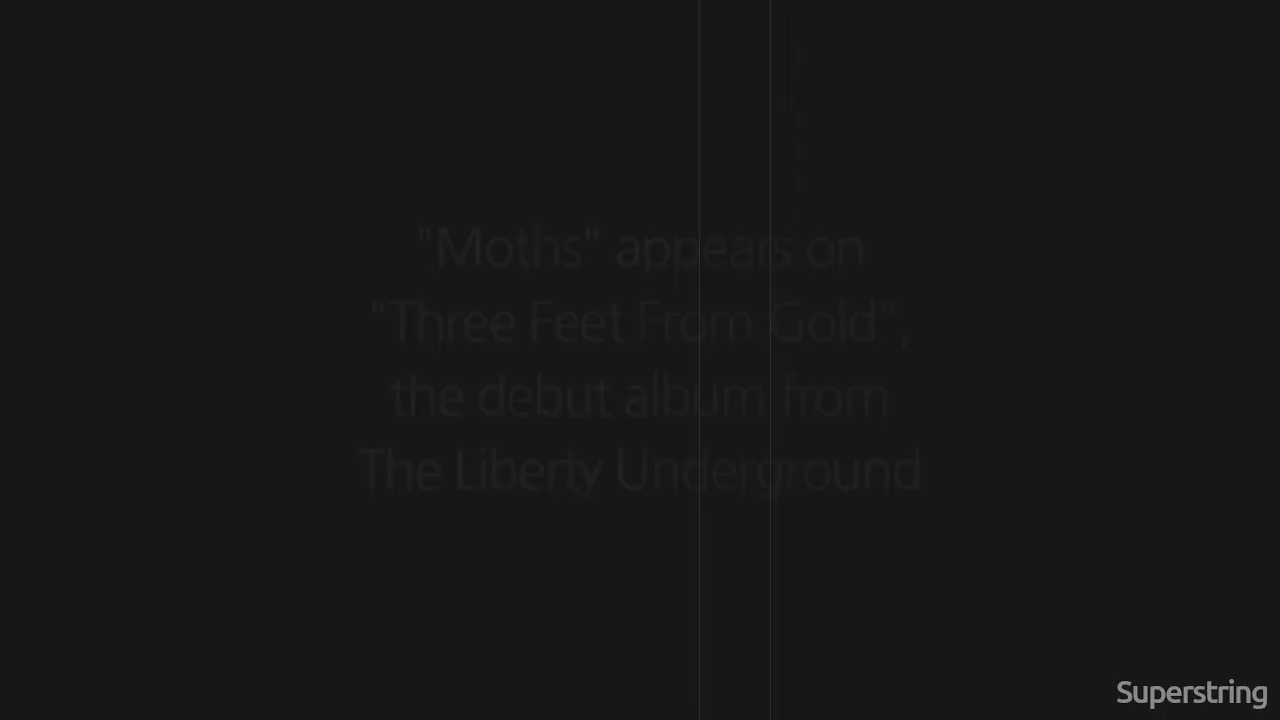 "Moths" appears on
"Three Feet From Gold",
the debut album from
The Liberty Underground
Superstring